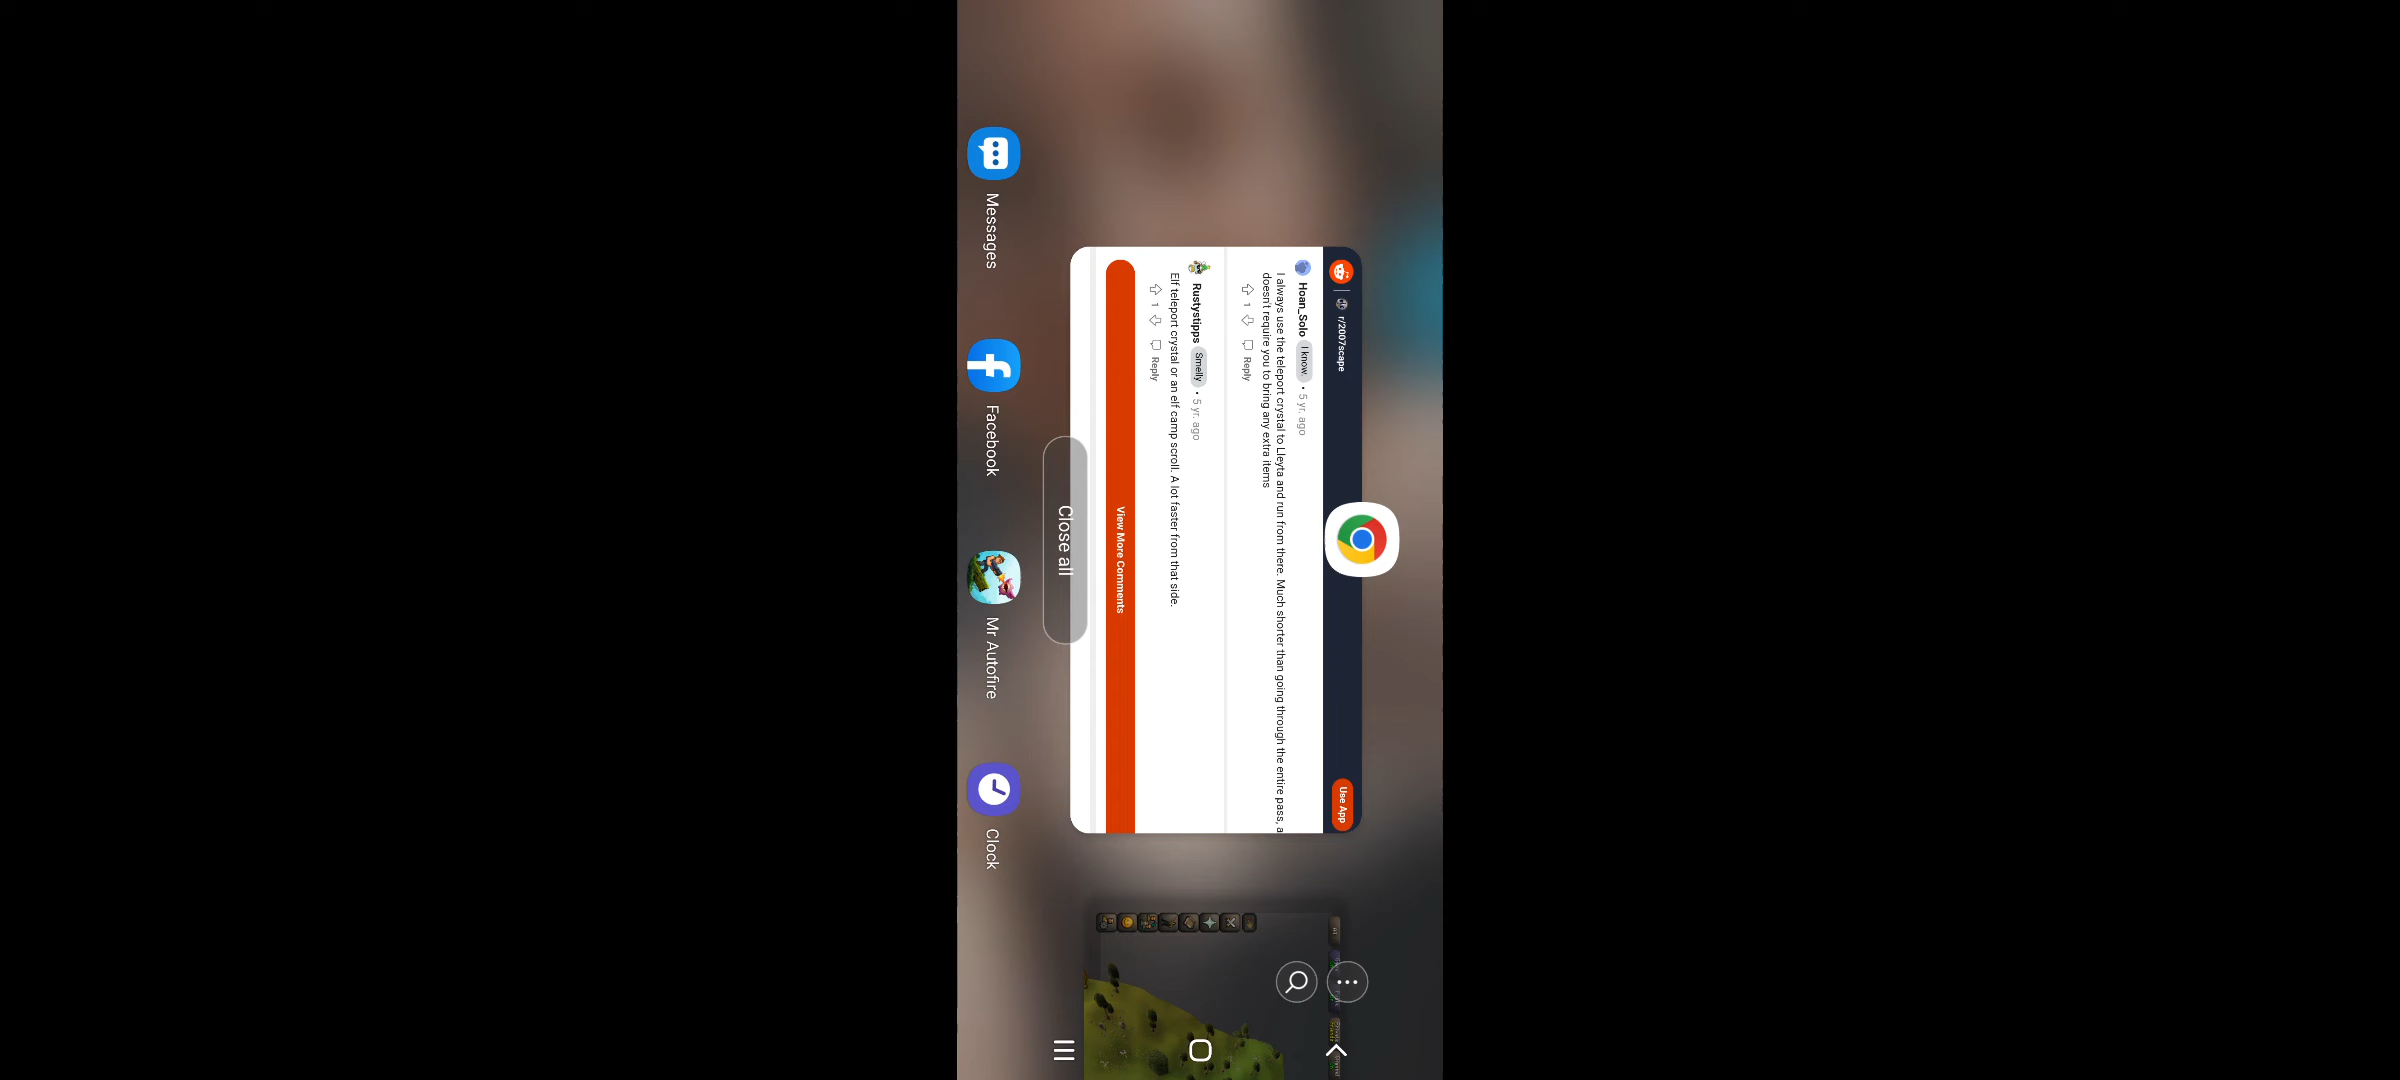 r/2007scape
Use App
Hoan_Solo I know. • 5 yr. ago
I always use the teleport crystal to Lleyta and run from there. Much shorter than going through the entire pass, a
doesn't require you to bring any extra items
1 Reply
Rustystipps Smelly • 5 yr. ago
Elf teleport crystal or an elf camp scroll. A lot faster from that side.
1 Reply
View More Comments
Close all
Messages
Facebook
Mr Autofire
Clock